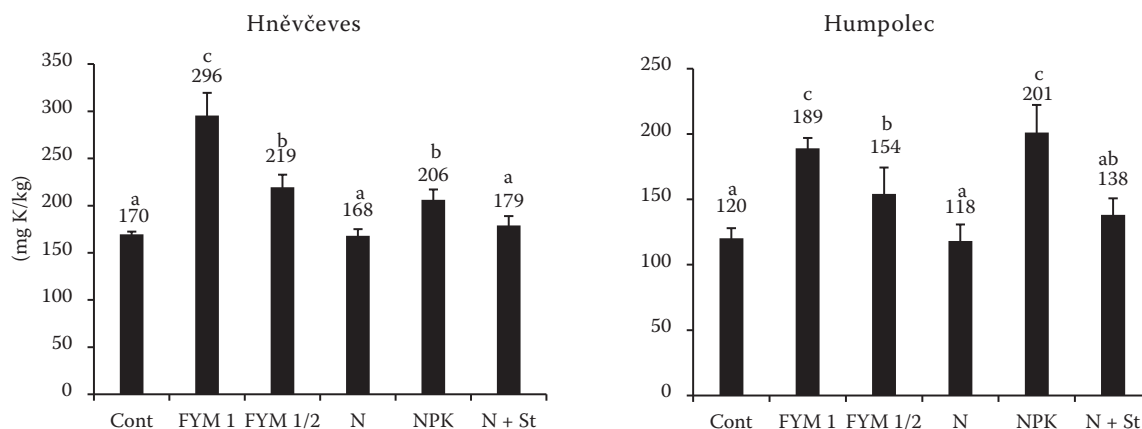 Hněvčeves
(mg K/kg)
350
300
250
200
150
100
50
0
a
170
c
296
b
219
a
168
b
206
a
179
Cont FYM 1 FYM 1/2 N NPK N + St
Humpolec
250
200
150
100
50
0
a
120
c
189
b
154
a
118
c
201
ab
138
Cont FYM 1 FYM 1/2 N NPK N + St